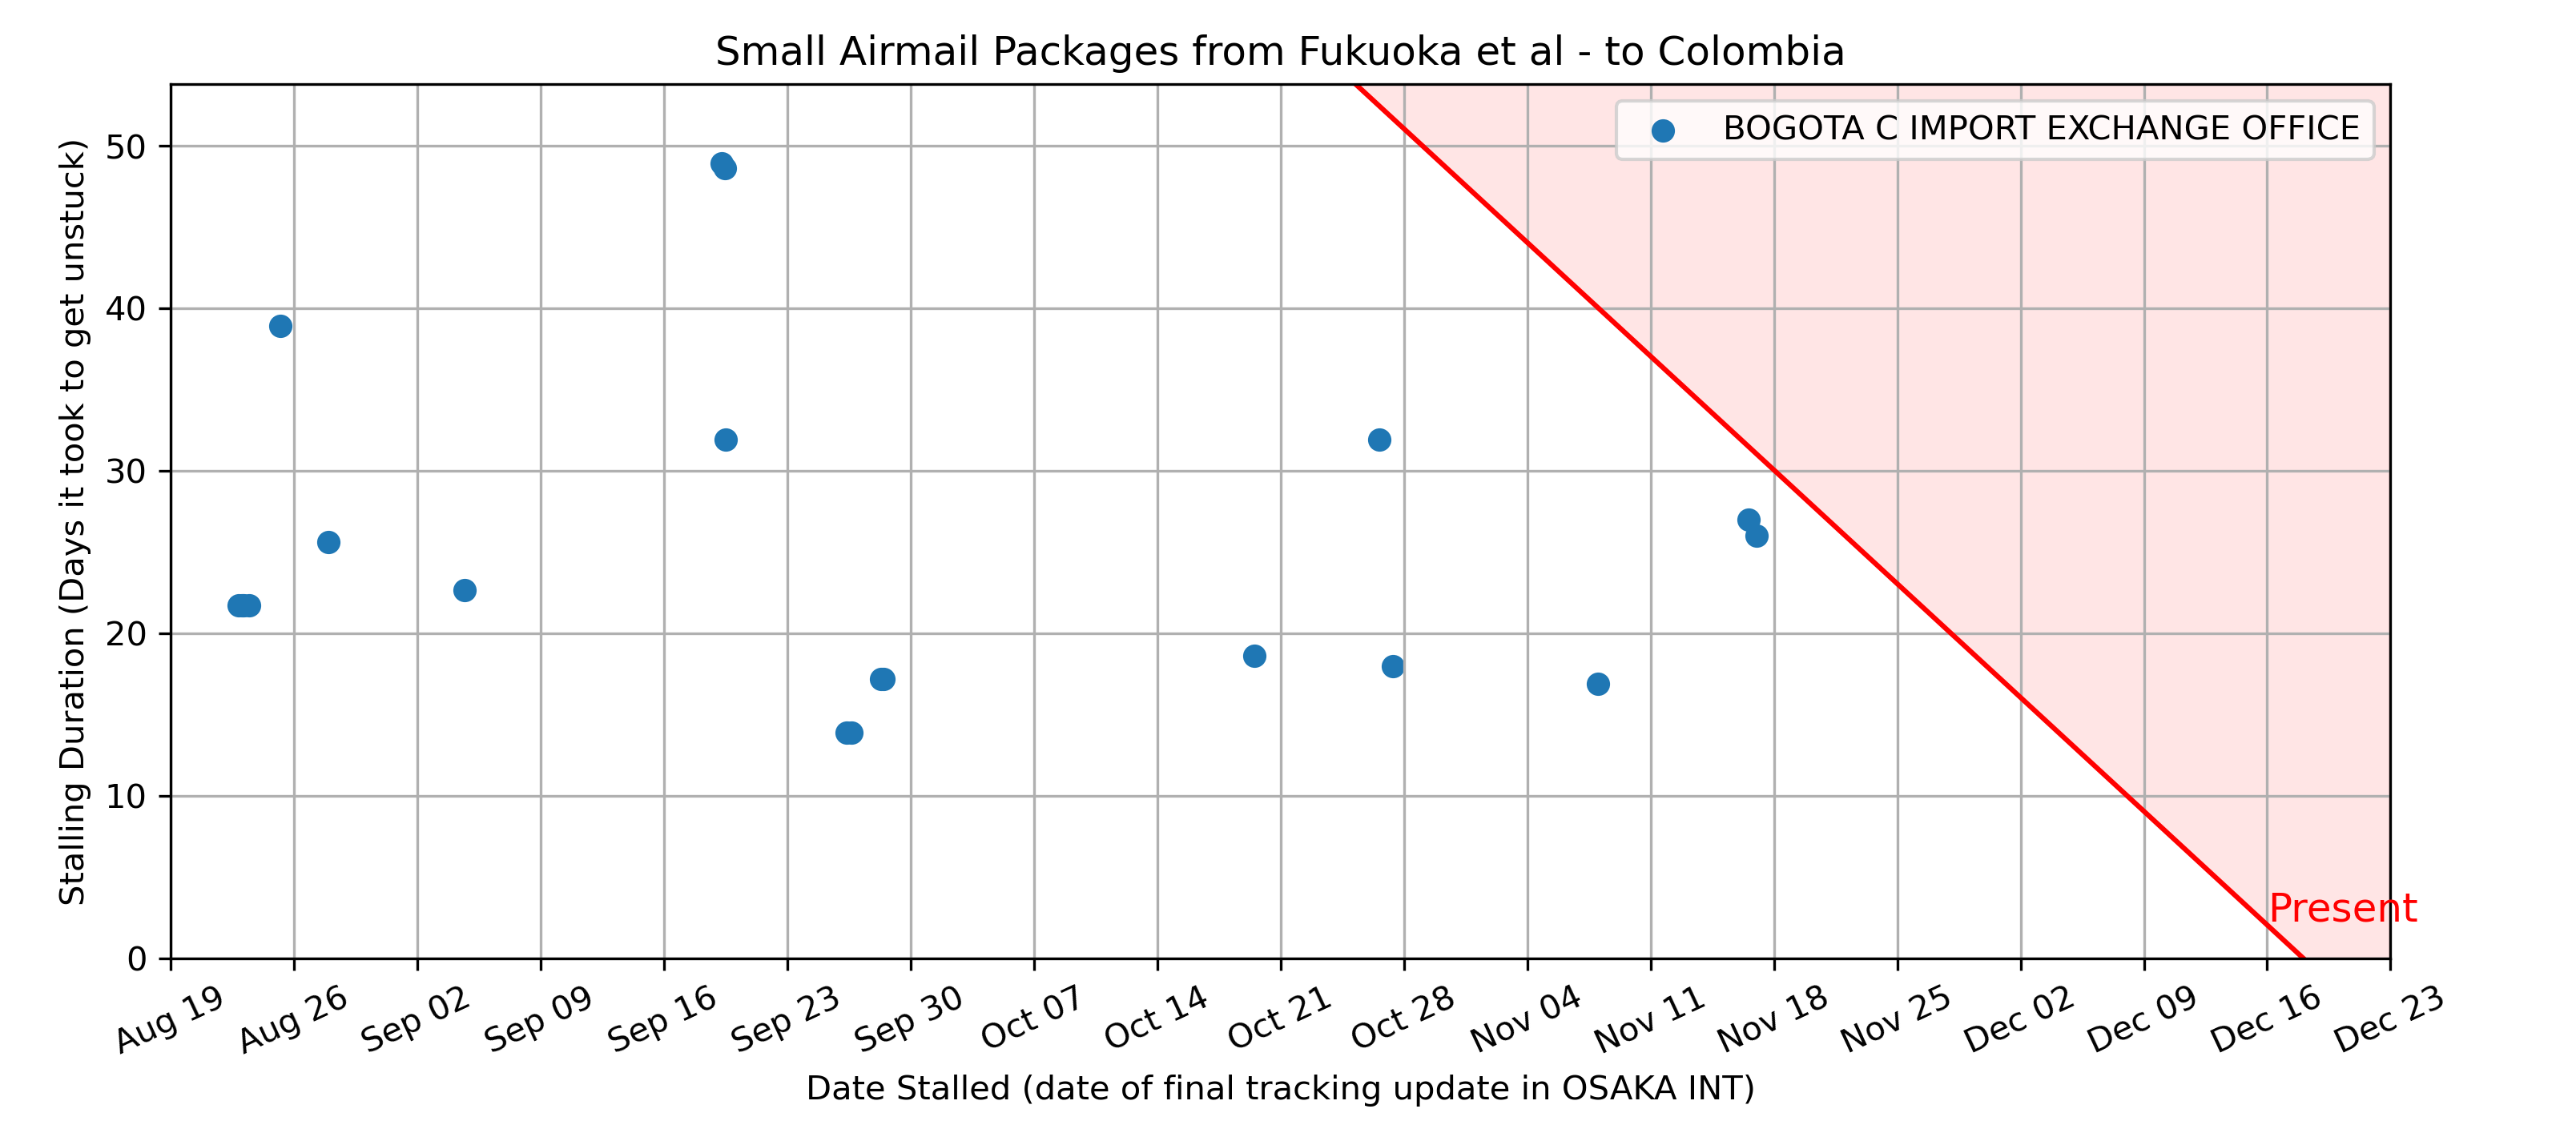 Small Airmail Packages from Fukuoka et al - to Colombia
BOGOTA C IMPORT EXCHANGE OFFICE
Stalling Duration (Days it took to get unstuck)
50
40
30
20
10
0
Present
Aug 19
Aug 26
Sep 02
Sep 09
Sep 16
Sep 23
Sep 30
Oct 07
Oct 14
Oct 21
Oct 28
Nov 04
Nov 11
Nov 18
Nov 25
Dec 02
Dec 09
Dec 16
Dec 23
Date Stalled (date of final tracking update in OSAKA INT)